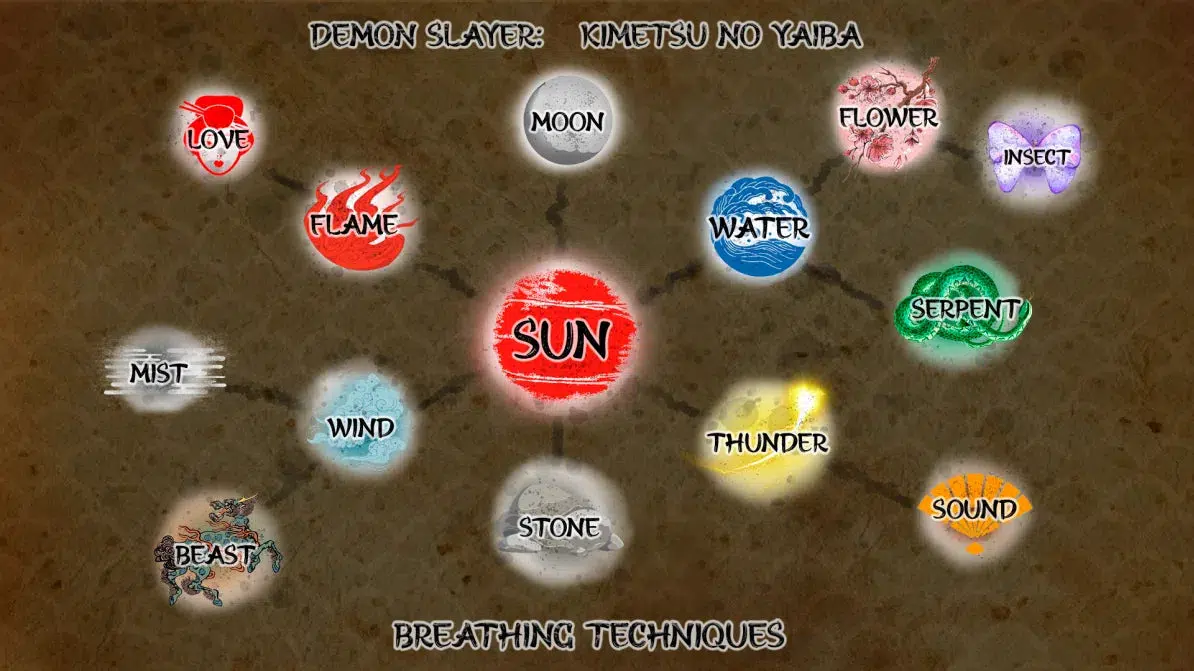 DEMON SLAYER: KIMETSU NO YAIBA
LOVE
MOON
FLOWER
INSECT
FLAME
WATER
SERPENT
SUN
MIST
WIND
THUNDER
STONE
SOUND
BEAST
BREATHING TECHNIQUES